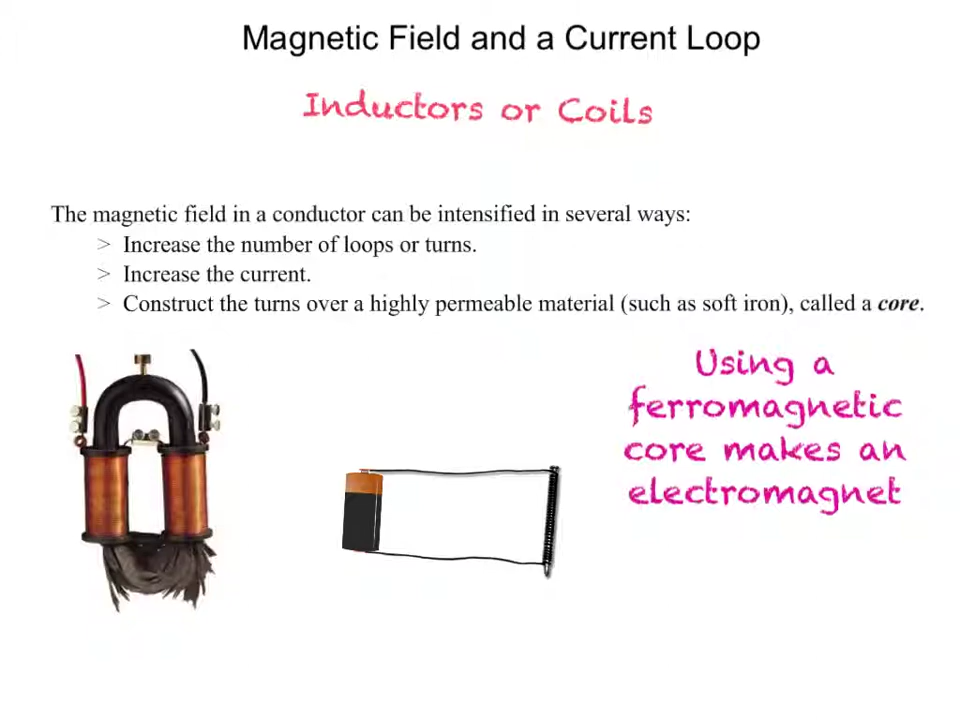 Magnetic Field and a Current Loop
Inductors or Coils
The magnetic field in a conductor can be intensified in several ways:
> Increase the number of loops or turns.
> Increase the current.
> Construct the turns over a highly permeable material (such as soft iron), called a core.
Using a
ferromagnetic
core makes an
electromagnet